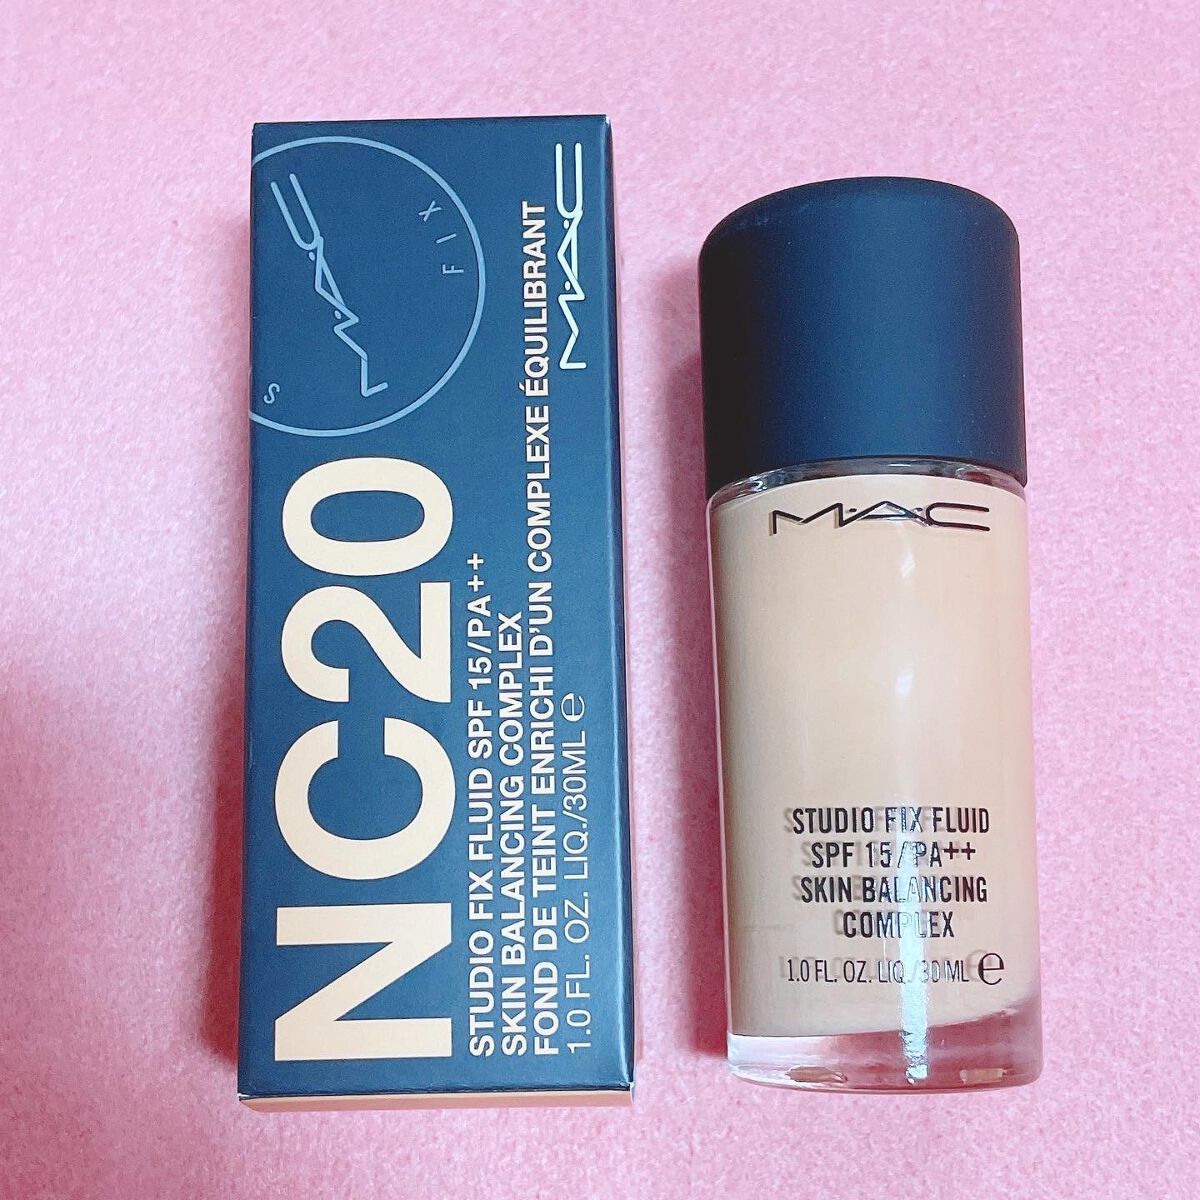 M·A·C
S
FIX
NC20
STUDIO FIX FLUID SPF 15/PA++
SKIN BALANCING COMPLEX
FOND DE TEINT ENRICHI D'UN COMPLEXE ÉQUILIBRANT
1.0 FL. OZ. LIQ./30ML ℮
M·A·C
M·A·C
STUDIO FIX FLUID
SPF 15/PA++
SKIN BALANCING
COMPLEX
1.0 FL. OZ. LIQ./30 ML ℮